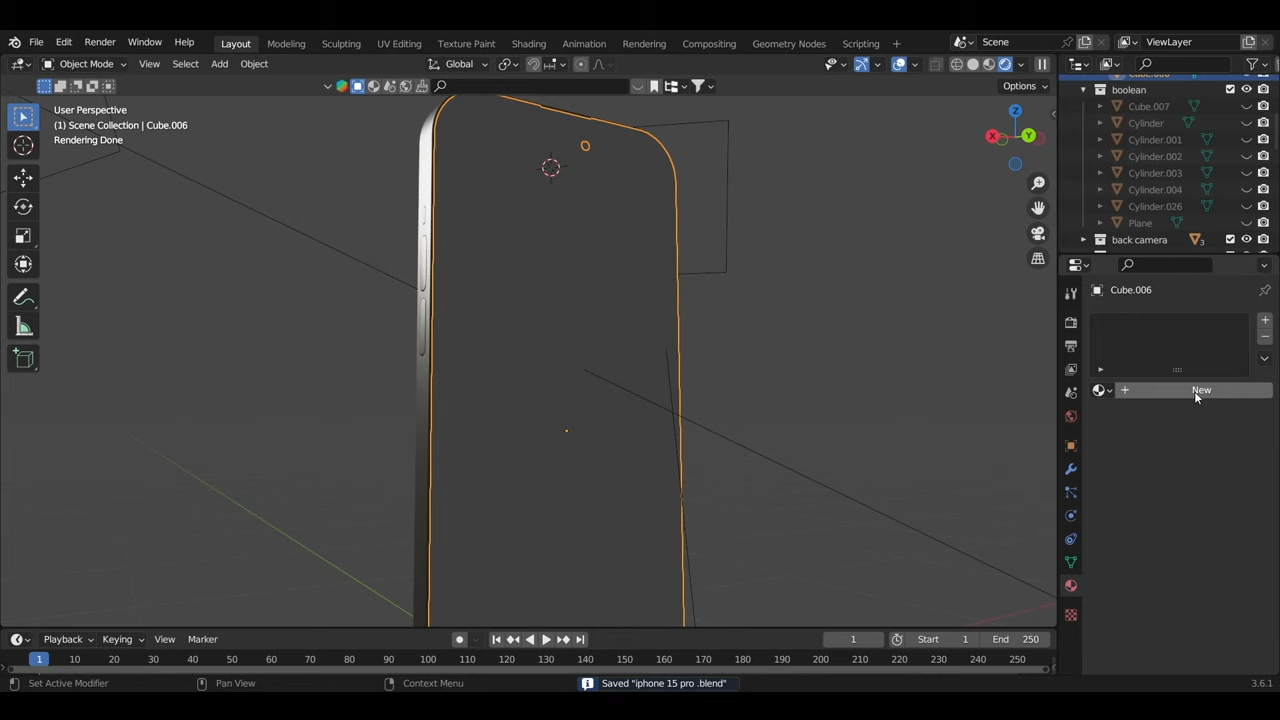 File Edit Render Window Help Layout Modeling Sculpting UV Editing Texture Paint Shading Animation Rendering Compositing Geometry Nodes Scripting + Scene ViewLayer
Object Mode View Select Add Object Global
Options
User Perspective
(1) Scene Collection | Cube.006
Rendering Done
Z
X
Y
boolean
Cube.007
Cylinder
Cylinder.001
Cylinder.002
Cylinder.003
Cylinder.004
Cylinder.026
Plane
back camera 3
Cube.006
New
Playback Keying View Marker 1 Start 1 End 250
1 10 20 30 40 50 60 70 80 90 100 110 120 130 140 150 160 170 180 190 200 210 220 230 240 250
Set Active Modifier Pan View Context Menu Saved "iphone 15 pro .blend" 3.6.1